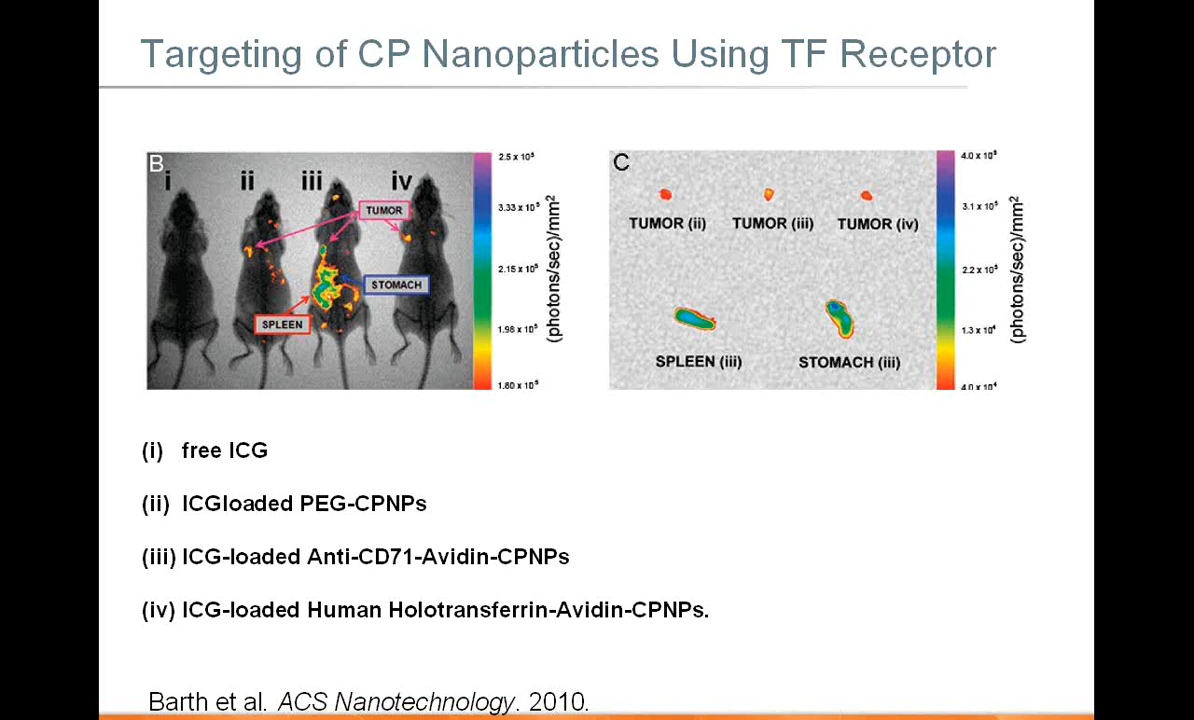 Targeting of CP Nanoparticles Using TF Receptor
B
i ii iii iv
TUMOR
STOMACH
SPLEEN
2.5 x 10⁵
3.33 x 10⁵
2.15 x 10⁵
1.98 x 10⁵
1.80 x 10⁵
(photons/sec)/mm²
C
TUMOR (ii) TUMOR (iii) TUMOR (iv)
SPLEEN (iii) STOMACH (iii)
4.0 x 10⁵
3.1 x 10⁵
2.2 x 10⁵
1.3 x 10⁴
4.0 x 10⁴
(photons/sec)/mm²
(i) free ICG
(ii) ICGloaded PEG-CPNPs
(iii) ICG-loaded Anti-CD71-Avidin-CPNPs
(iv) ICG-loaded Human Holotransferrin-Avidin-CPNPs.
Barth et al. ACS Nanotechnology. 2010.